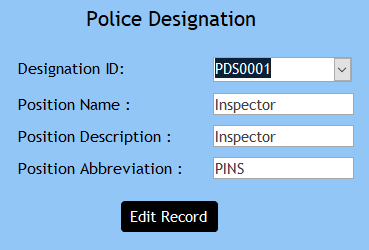 Police Designation
Designation ID: PDS0001
Position Name : Inspector
Position Description : Inspector
Position Abbreviation : PINS
Edit Record